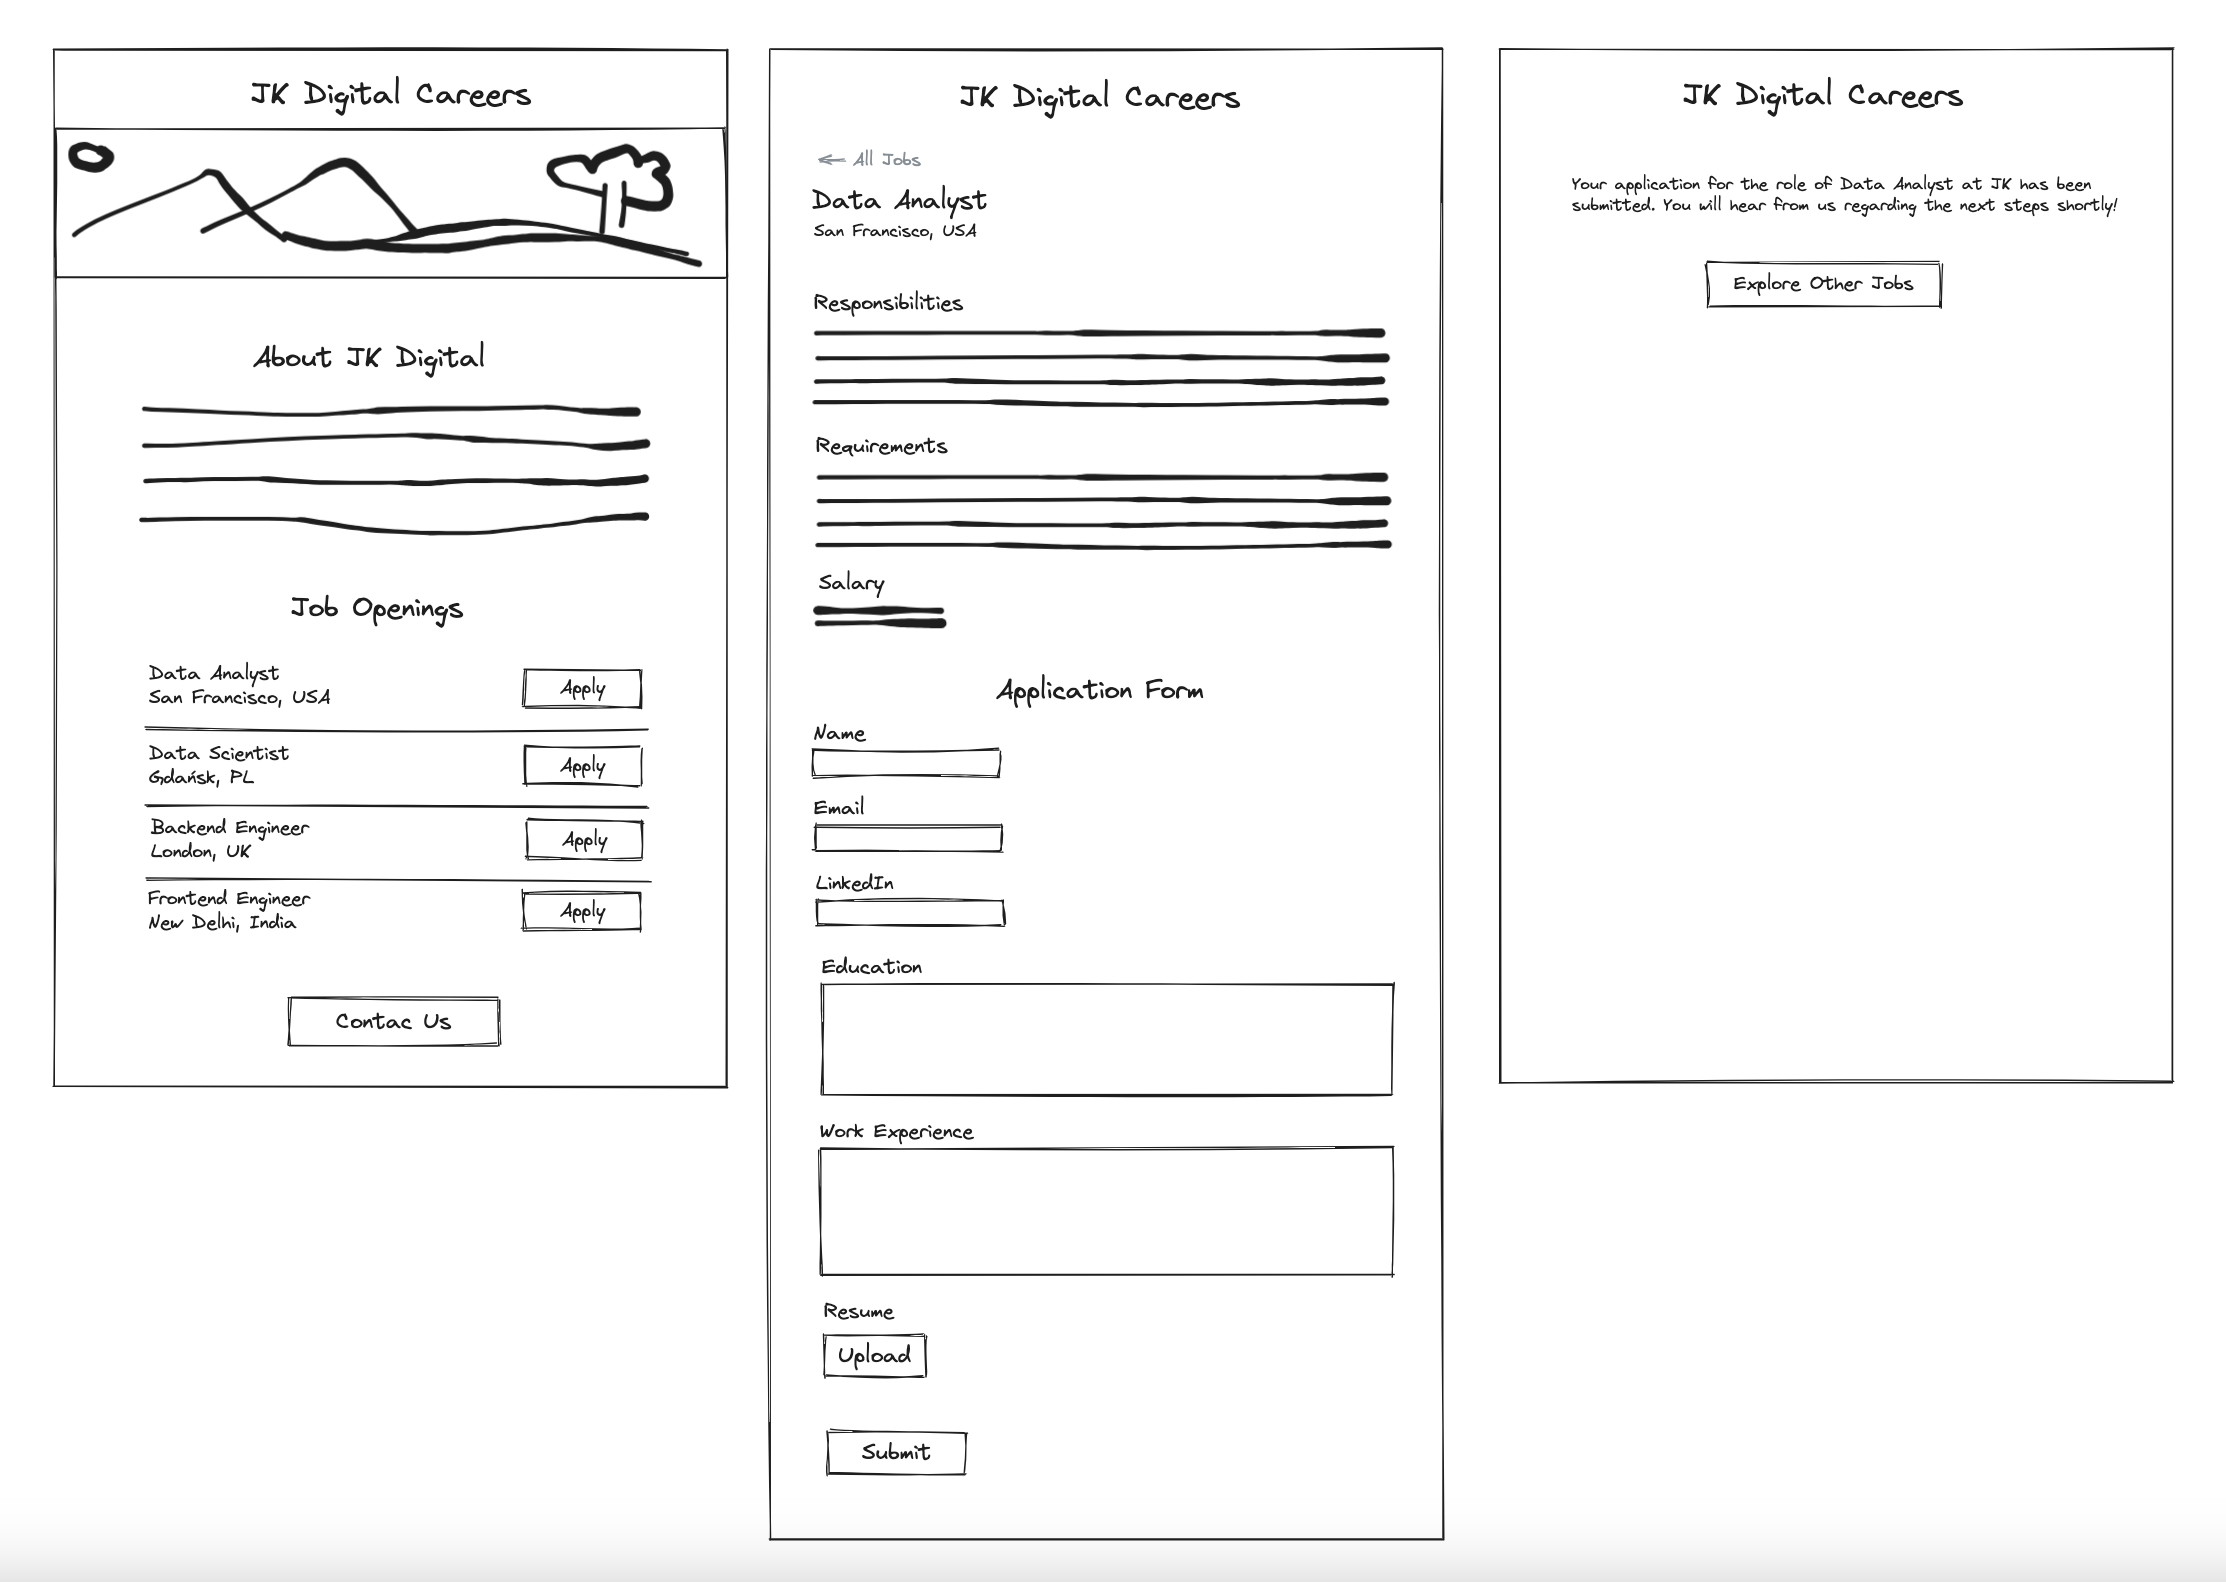 JK Digital Careers
About JK Digital
Job Openings
Data Analyst
San Francisco, USA
Apply
Data Scientist
Gdańsk, PL
Apply
Backend Engineer
London, UK
Apply
Frontend Engineer
New Delhi, India
Apply
Contac Us
JK Digital Careers
← All Jobs
Data Analyst
San Francisco, USA
Responsibilities
Requirements
Salary
Application Form
Name
Email
LinkedIn
Education
Work Experience
Resume
Upload
Submit
JK Digital Careers
Your application for the role of Data Analyst at JK has been
submitted. You will hear from us regarding the next steps shortly!
Explore Other Jobs